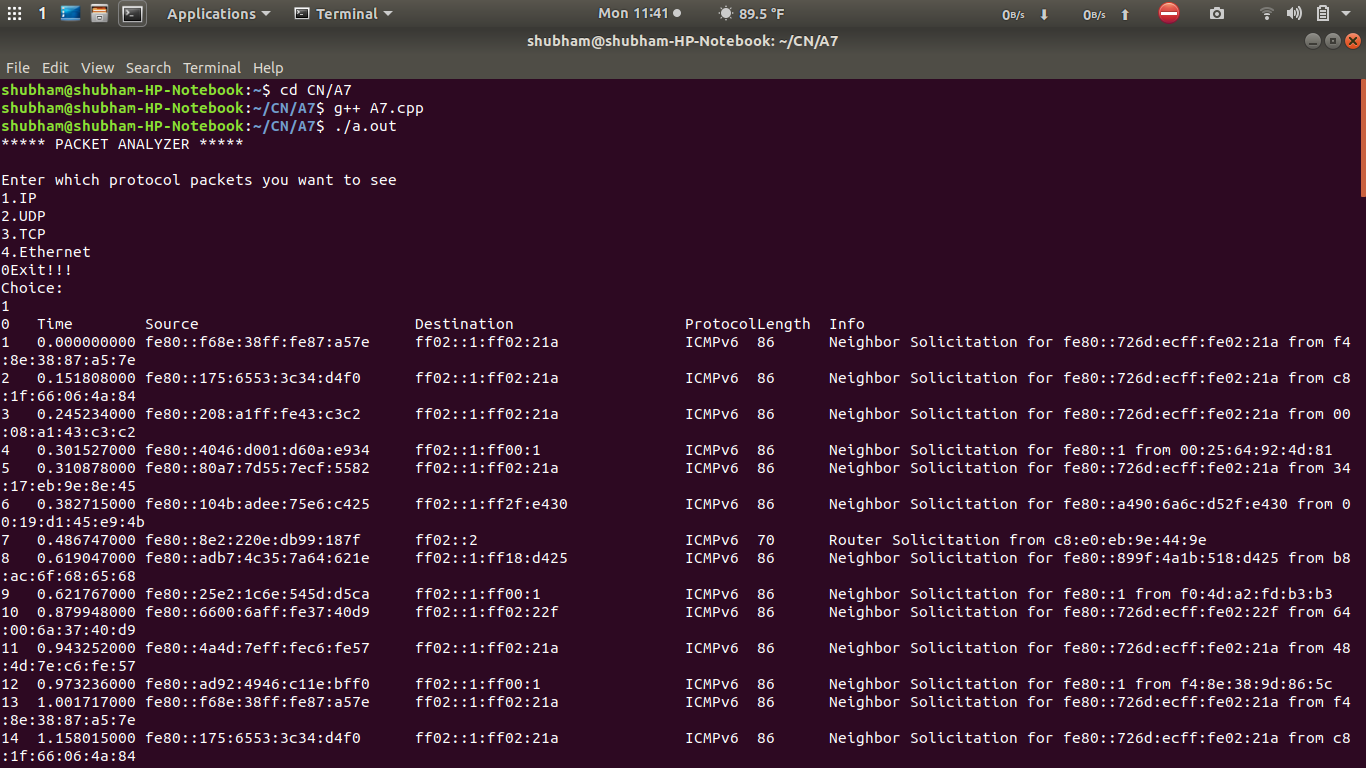 1 Applications Terminal Mon 11:41 89.5 °F 0B/s 0B/s
shubham@shubham-HP-Notebook: ~/CN/A7
File Edit View Search Terminal Help
shubham@shubham-HP-Notebook:~$ cd CN/A7
shubham@shubham-HP-Notebook:~/CN/A7$ g++ A7.cpp
shubham@shubham-HP-Notebook:~/CN/A7$ ./a.out
***** PACKET ANALYZER *****
Enter which protocol packets you want to see
1.IP
2.UDP
3.TCP
4.Ethernet
0Exit!!!
Choice:
1
0 Time Source Destination ProtocolLength Info
1 0.000000000 fe80::f68e:38ff:fe87:a57e ff02::1:ff02:21a ICMPv6 86 Neighbor Solicitation for fe80::726d:ecff:fe02:21a from f4
:8e:38:87:a5:7e
2 0.151808000 fe80::175:6553:3c34:d4f0 ff02::1:ff02:21a ICMPv6 86 Neighbor Solicitation for fe80::726d:ecff:fe02:21a from c8
:1f:66:06:4a:84
3 0.245234000 fe80::208:a1ff:fe43:c3c2 ff02::1:ff02:21a ICMPv6 86 Neighbor Solicitation for fe80::726d:ecff:fe02:21a from 00
:08:a1:43:c3:c2
4 0.301527000 fe80::4046:d001:d60a:e934 ff02::1:ff00:1 ICMPv6 86 Neighbor Solicitation for fe80::1 from 00:25:64:92:4d:81
5 0.310878000 fe80::80a7:7d55:7ecf:5582 ff02::1:ff02:21a ICMPv6 86 Neighbor Solicitation for fe80::726d:ecff:fe02:21a from 34
:17:eb:9e:8e:45
6 0.382715000 fe80::104b:adee:75e6:c425 ff02::1:ff2f:e430 ICMPv6 86 Neighbor Solicitation for fe80::a490:6a6c:d52f:e430 from 0
0:19:d1:45:e9:4b
7 0.486747000 fe80::8e2:220e:db99:187f ff02::2 ICMPv6 70 Router Solicitation from c8:e0:eb:9e:44:9e
8 0.619047000 fe80::adb7:4c35:7a64:621e ff02::1:ff18:d425 ICMPv6 86 Neighbor Solicitation for fe80::899f:4a1b:518:d425 from b8
:ac:6f:68:65:68
9 0.621767000 fe80::25e2:1c6e:545d:d5ca ff02::1:ff00:1 ICMPv6 86 Neighbor Solicitation for fe80::1 from f0:4d:a2:fd:b3:b3
10 0.879948000 fe80::6600:6aff:fe37:40d9 ff02::1:ff02:22f ICMPv6 86 Neighbor Solicitation for fe80::726d:ecff:fe02:22f from 64
:00:6a:37:40:d9
11 0.943252000 fe80::4a4d:7eff:fec6:fe57 ff02::1:ff02:21a ICMPv6 86 Neighbor Solicitation for fe80::726d:ecff:fe02:21a from 48
:4d:7e:c6:fe:57
12 0.973236000 fe80::ad92:4946:c11e:bff0 ff02::1:ff00:1 ICMPv6 86 Neighbor Solicitation for fe80::1 from f4:8e:38:9d:86:5c
13 1.001717000 fe80::f68e:38ff:fe87:a57e ff02::1:ff02:21a ICMPv6 86 Neighbor Solicitation for fe80::726d:ecff:fe02:21a from f4
:8e:38:87:a5:7e
14 1.158015000 fe80::175:6553:3c34:d4f0 ff02::1:ff02:21a ICMPv6 86 Neighbor Solicitation for fe80::726d:ecff:fe02:21a from c8
:1f:66:06:4a:84